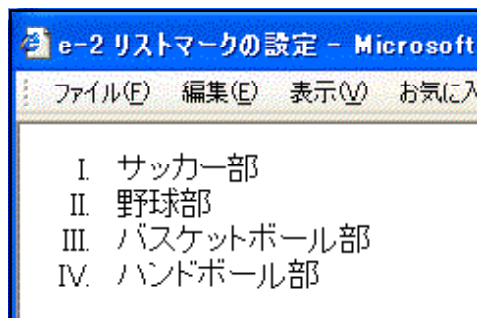 e-2 リストマークの設定 - Microsoft
ファイル(F) 編集(E) 表示(V) お気に入
I. サッカー部
II. 野球部
III. バスケットボール部
IV. ハンドボール部